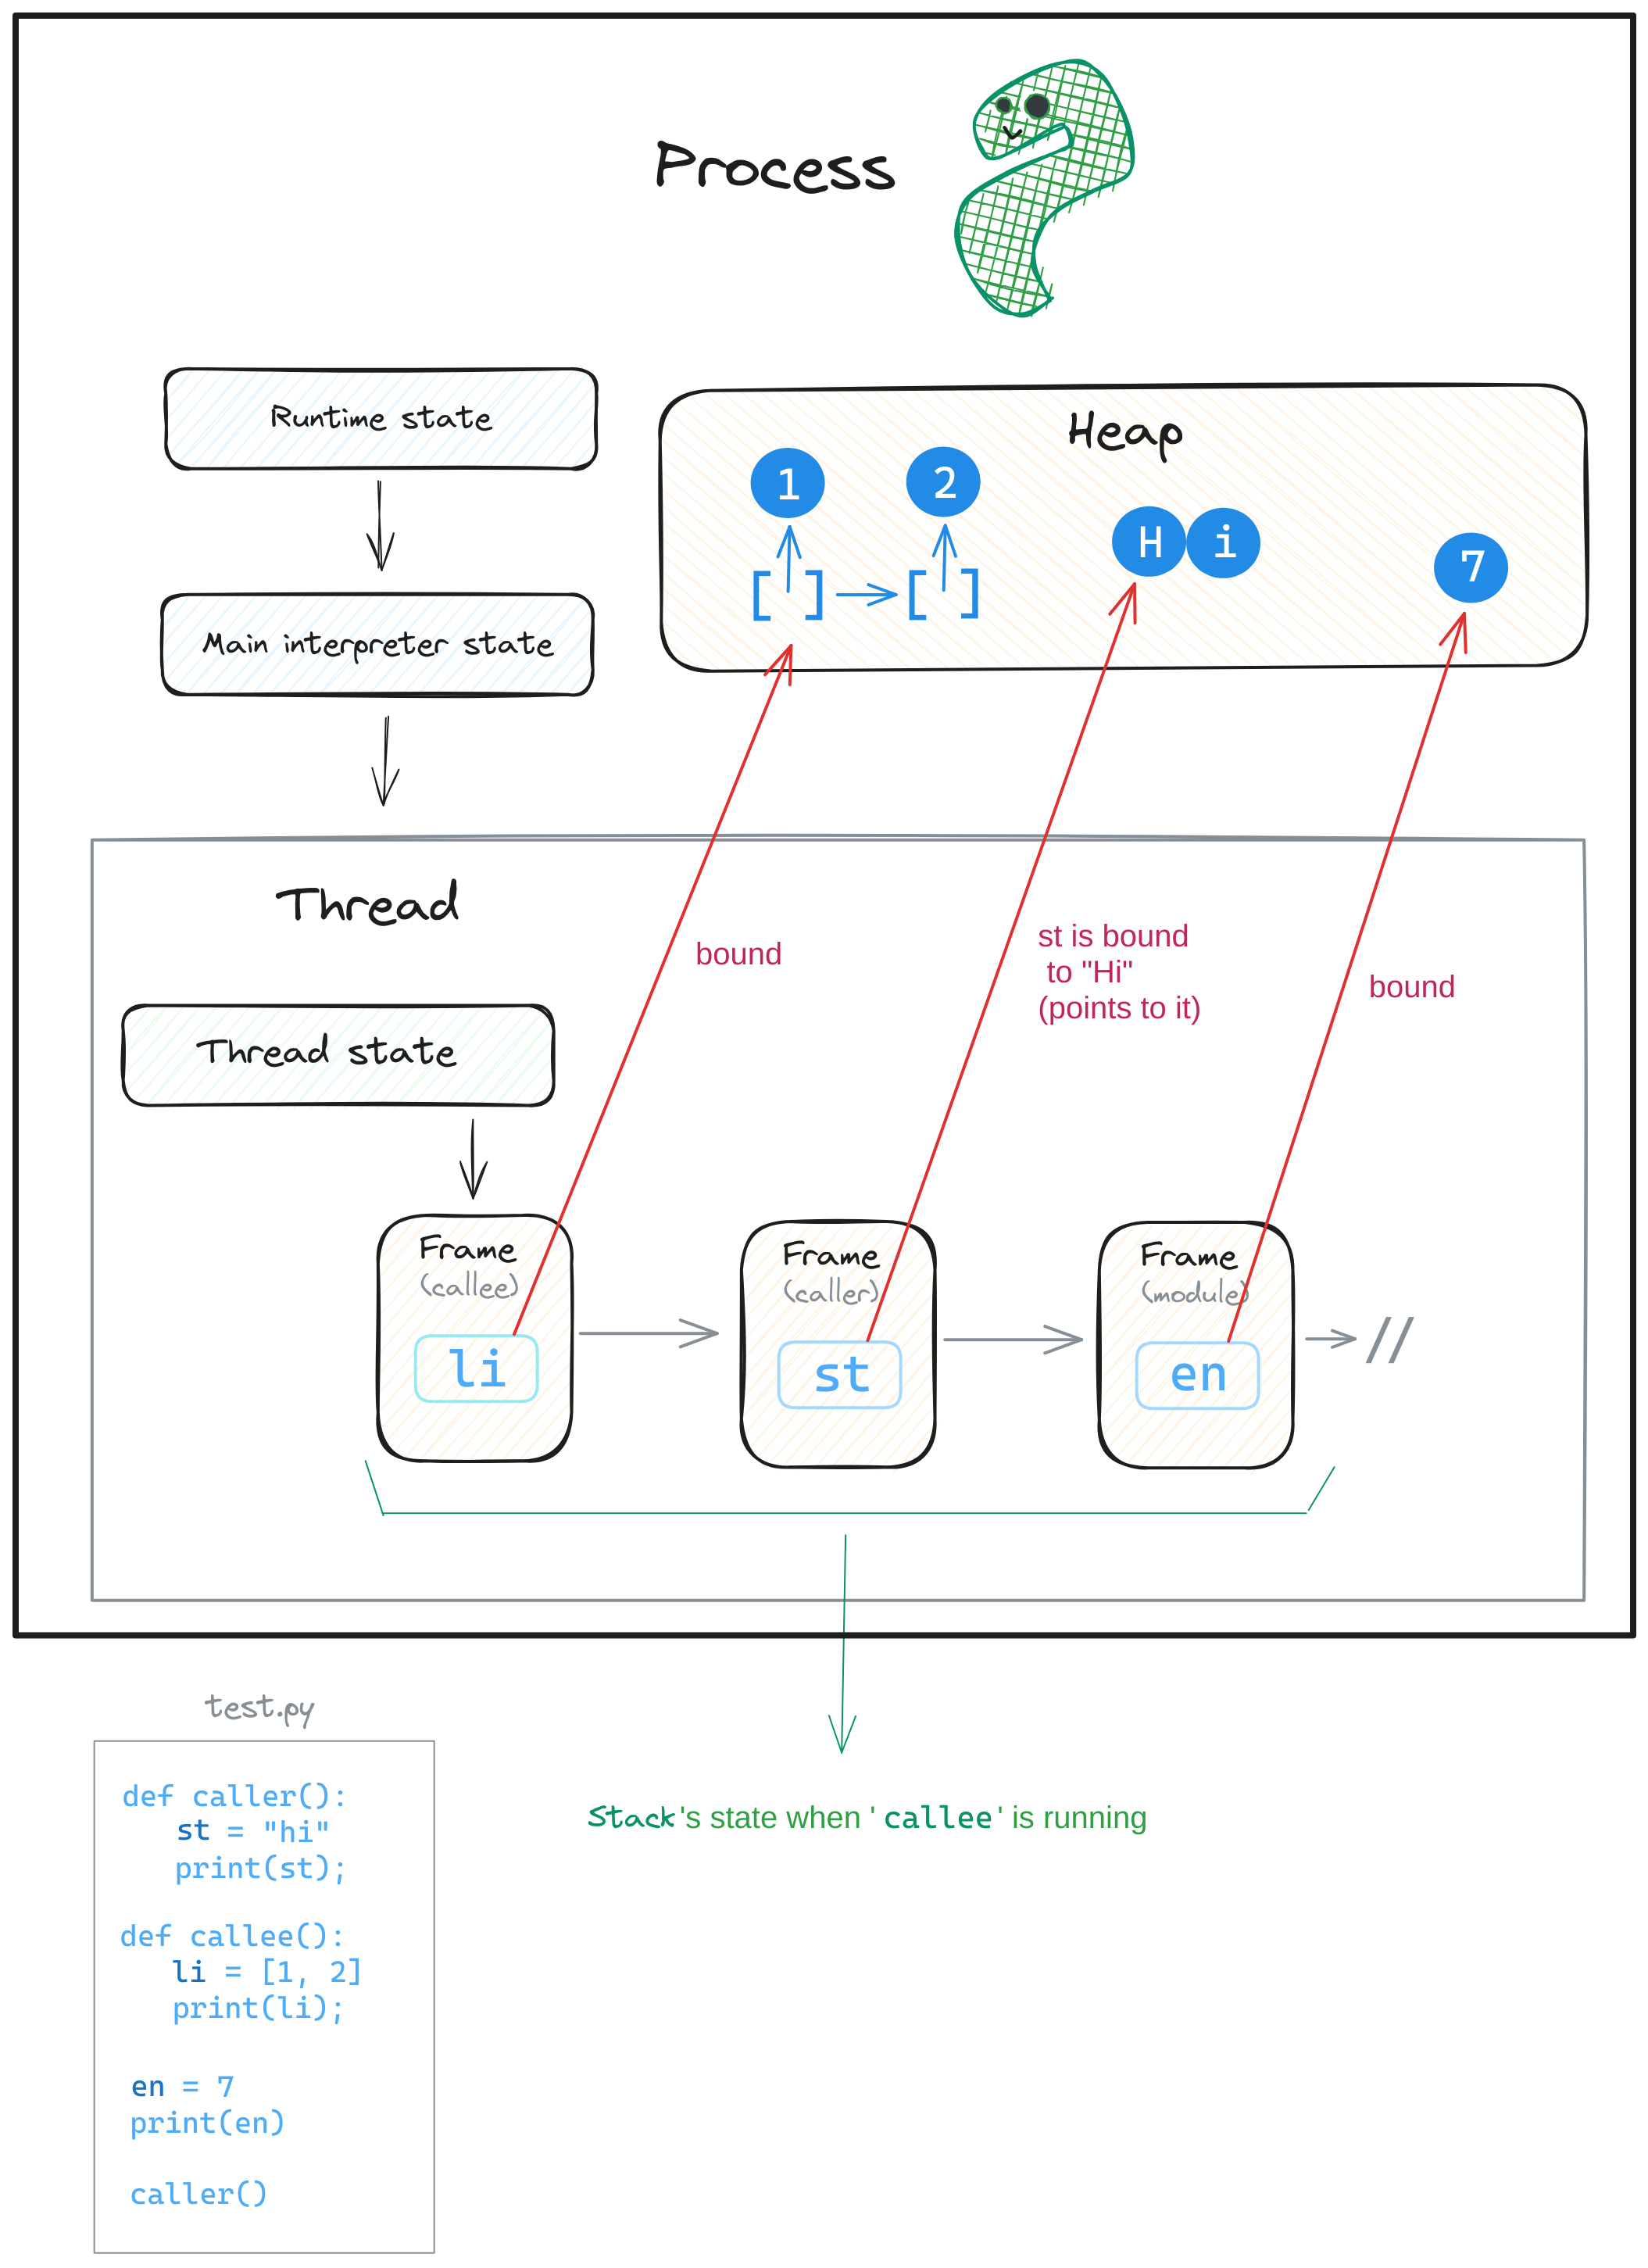 Process
Runtime state
Heap
1
2
H i
7
[ ]
[ ]
Main interpreter state
Thread
bound
st is bound
to "Hi"
(points to it)
bound
Thread state
Frame
(callee)
li
Frame
(caller)
st
Frame
(module)
en
//
test.py
def caller():
st = "hi"
print(st);
def callee():
li = [1, 2]
print(li);
en = 7
print(en)
caller()
Stack's state when 'callee' is running